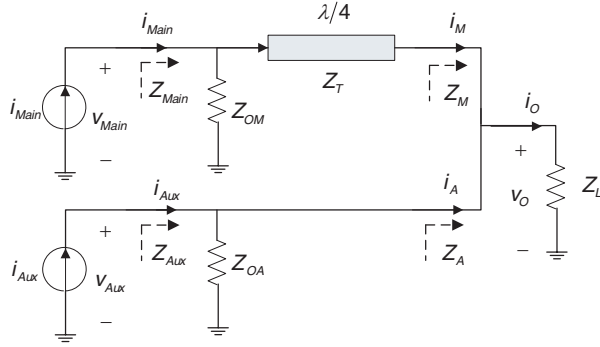 λ/4
i_Main
i_M
+
Z_Main
Z_OM
Z_T
Z_M
i_Main
v_Main
−
i_O
+
v_O
Z_L
−
i_Aux
i_A
+
Z_Aux
Z_OA
Z_A
i_Aux
v_Aux
−